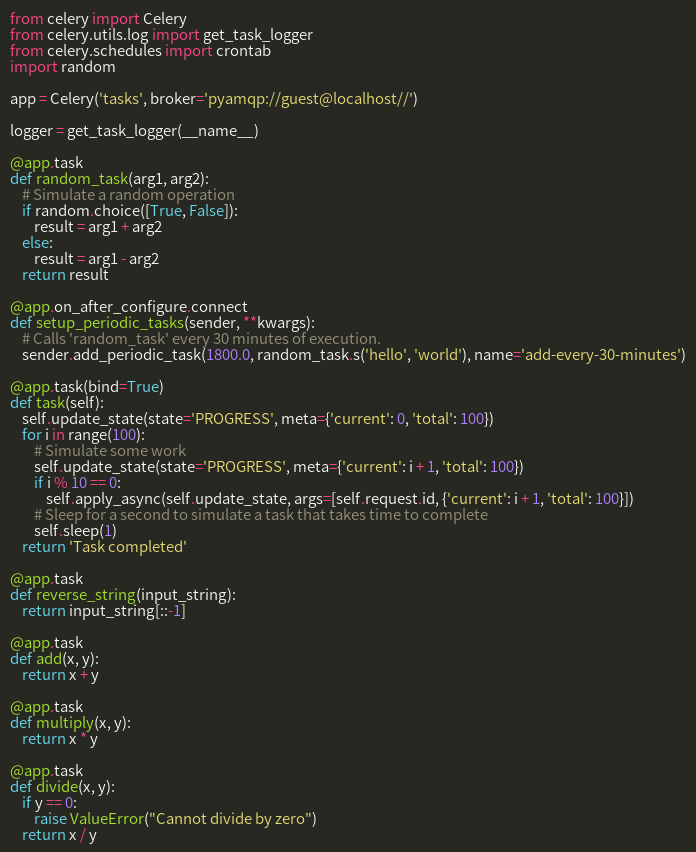 from celery import Celery
from celery.utils.log import get_task_logger
from celery.schedules import crontab
import random

app = Celery('tasks', broker='pyamqp://guest@localhost//')

logger = get_task_logger(__name__)

@app.task
def random_task(arg1, arg2):
    # Simulate a random operation
    if random.choice([True, False]):
        result = arg1 + arg2
    else:
        result = arg1 - arg2
    return result

@app.on_after_configure.connect
def setup_periodic_tasks(sender, **kwargs):
    # Calls 'random_task' every 30 minutes of execution.
    sender.add_periodic_task(1800.0, random_task.s('hello', 'world'), name='add-every-30-minutes')

@app.task(bind=True)
def task(self):
    self.update_state(state='PROGRESS', meta={'current': 0, 'total': 100})
    for i in range(100):
        # Simulate some work
        self.update_state(state='PROGRESS', meta={'current': i + 1, 'total': 100})
        if i % 10 == 0:
            self.apply_async(self.update_state, args=[self.request.id, {'current': i + 1, 'total': 100}])
        # Sleep for a second to simulate a task that takes time to complete
        self.sleep(1)
    return 'Task completed'

@app.task
def reverse_string(input_string):
    return input_string[::-1]

@app.task
def add(x, y):
    return x + y

@app.task
def multiply(x, y):
    return x * y

@app.task
def divide(x, y):
    if y == 0:
        raise ValueError("Cannot divide by zero")
    return x / y